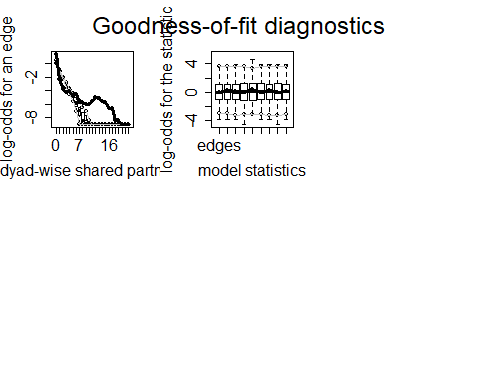 Goodness-of-fit diagnostics
log-odds for an edge
-2
-8
0 7 16
dyad-wise shared partr
log-odds for the statistic
4
0
-4
edges
model statistics